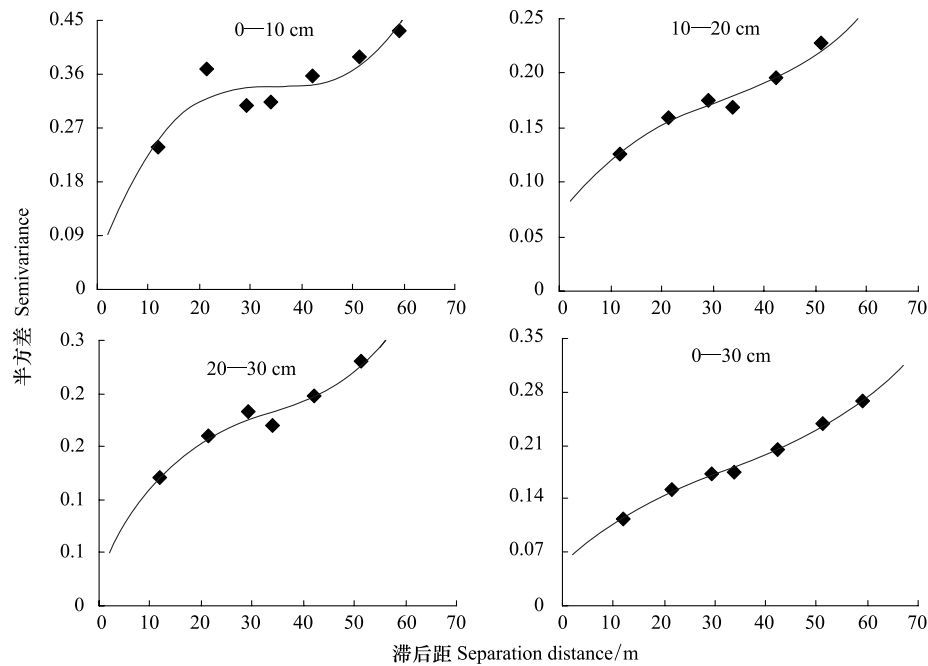 0—10 cm
0.45
0.36
0.27
0.18
0.09
0
0 10 20 30 40 50 60 70
10—20 cm
0.25
0.20
0.15
0.10
0.05
0
0 10 20 30 40 50 60 70
半方差 Semivariance
20—30 cm
0.3
0.2
0.2
0.1
0.1
0
0 10 20 30 40 50 60 70
0—30 cm
0.35
0.28
0.21
0.14
0.07
0
0 10 20 30 40 50 60 70
滞后距 Separation distance/m